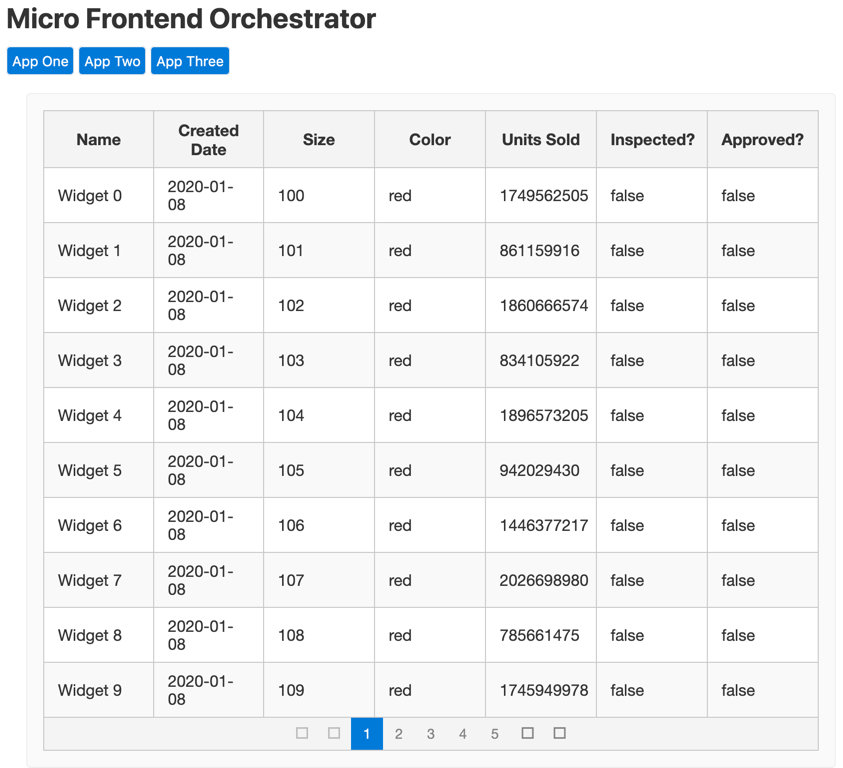 Micro Frontend Orchestrator
App One App Two App Three
Name Created Date Size Color Units Sold Inspected? Approved?
Widget 0 2020-01-08 100 red 1749562505 false false
Widget 1 2020-01-08 101 red 861159916 false false
Widget 2 2020-01-08 102 red 1860666574 false false
Widget 3 2020-01-08 103 red 834105922 false false
Widget 4 2020-01-08 104 red 1896573205 false false
Widget 5 2020-01-08 105 red 942029430 false false
Widget 6 2020-01-08 106 red 1446377217 false false
Widget 7 2020-01-08 107 red 2026698980 false false
Widget 8 2020-01-08 108 red 785661475 false false
Widget 9 2020-01-08 109 red 1745949978 false false
1 2 3 4 5